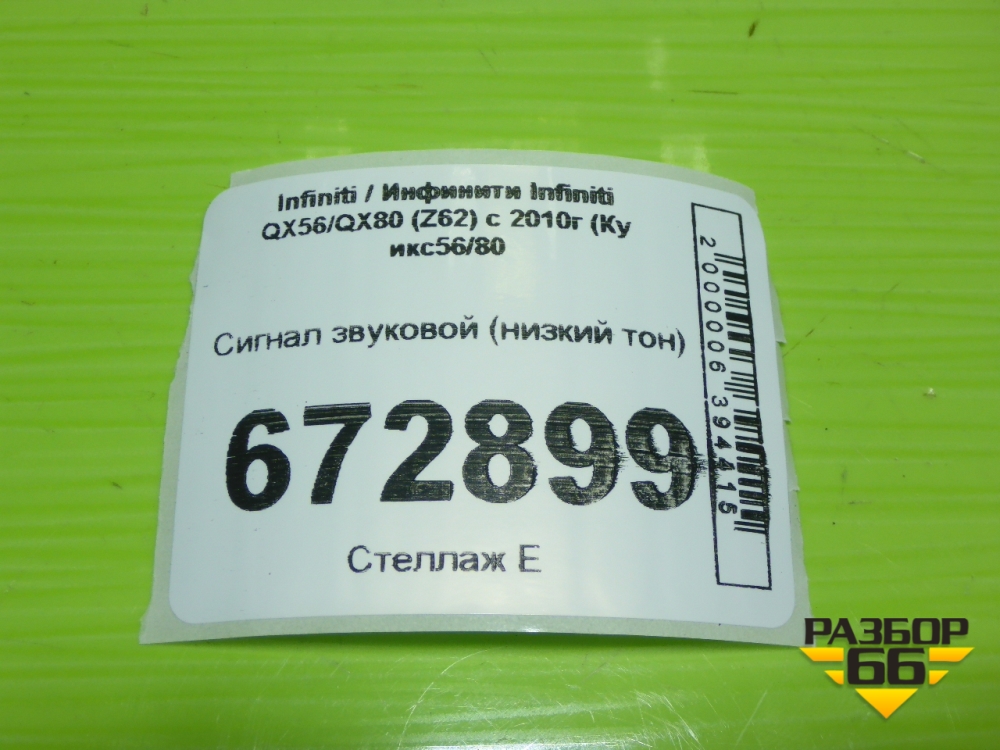 Infiniti / Инфинити Infiniti
QX56/QX80 (Z62) с 2010г (Ку
икс56/80
Сигнал звуковой (низкий тон)
672899
Стеллаж Е
2000006394415
РАЗБОР
66